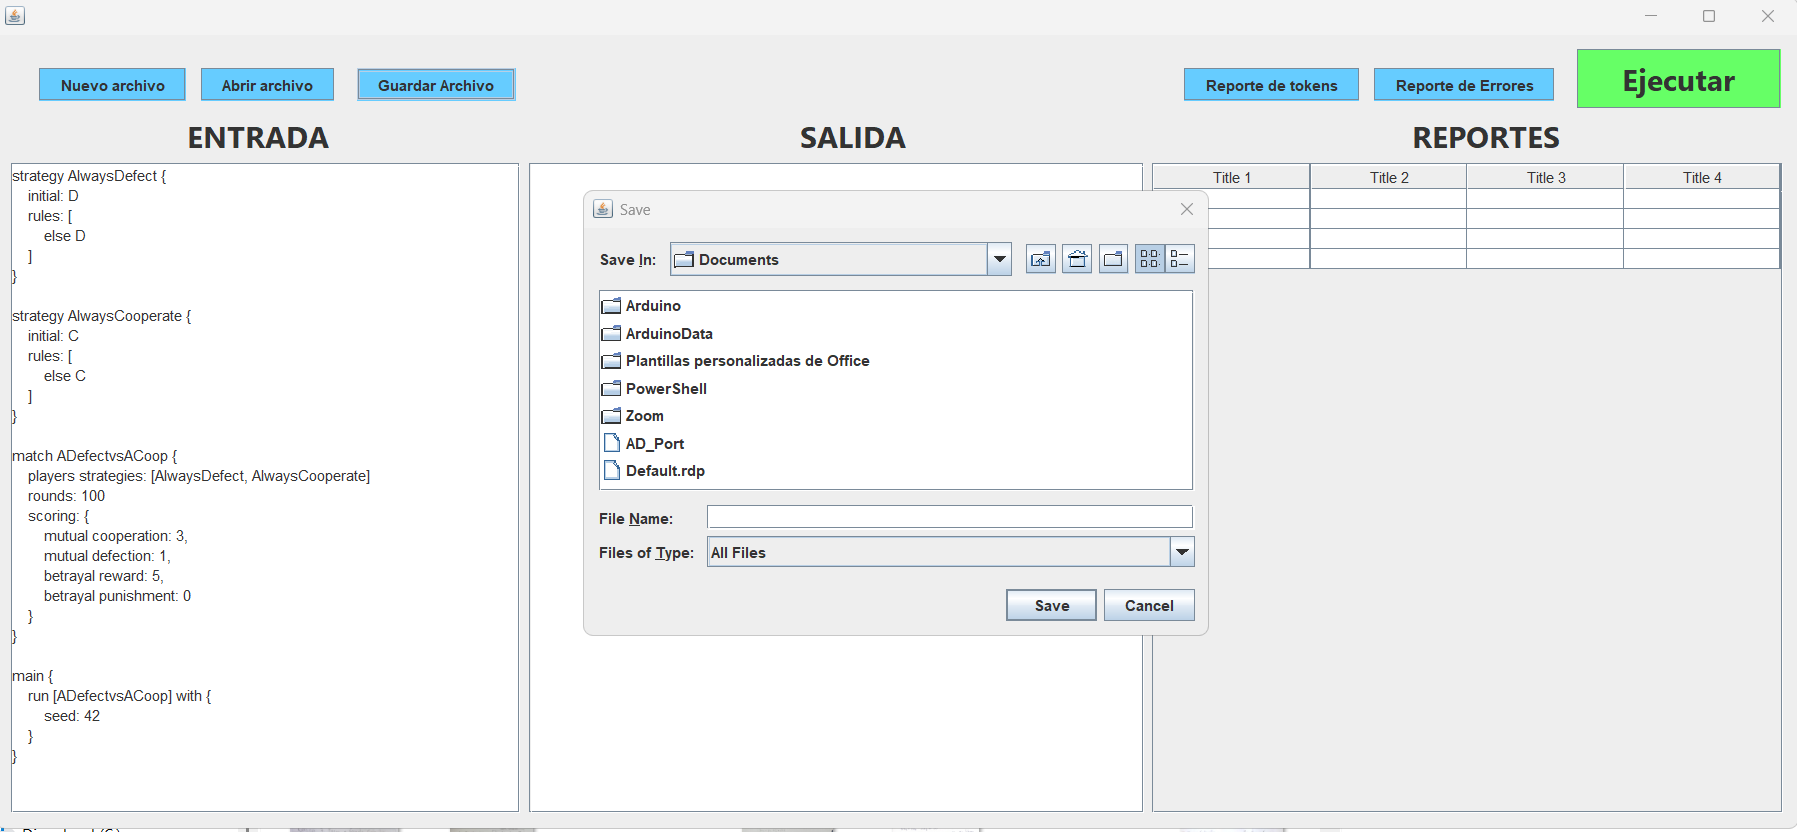 Nuevo archivo
Abrir archivo
Guardar Archivo
Reporte de tokens
Reporte de Errores
Ejecutar
ENTRADA
SALIDA
REPORTES
strategy AlwaysDefect {
    initial: D
    rules: [
        else D
    ]
}
strategy AlwaysCooperate {
    initial: C
    rules: [
        else C
    ]
}
match ADefectvsACoop {
    players strategies: [AlwaysDefect, AlwaysCooperate]
    rounds: 100
    scoring: {
        mutual cooperation: 3,
        mutual defection: 1,
        betrayal reward: 5,
        betrayal punishment: 0
    }
}
main {
    run [ADefectvsACoop] with {
        seed: 42
    }
}
Save
Save In:
Documents
Arduino
ArduinoData
Plantillas personalizadas de Office
PowerShell
Zoom
AD_Port
Default.rdp
File Name:
Files of Type:
All Files
Save
Cancel
Title 1
Title 2
Title 3
Title 4